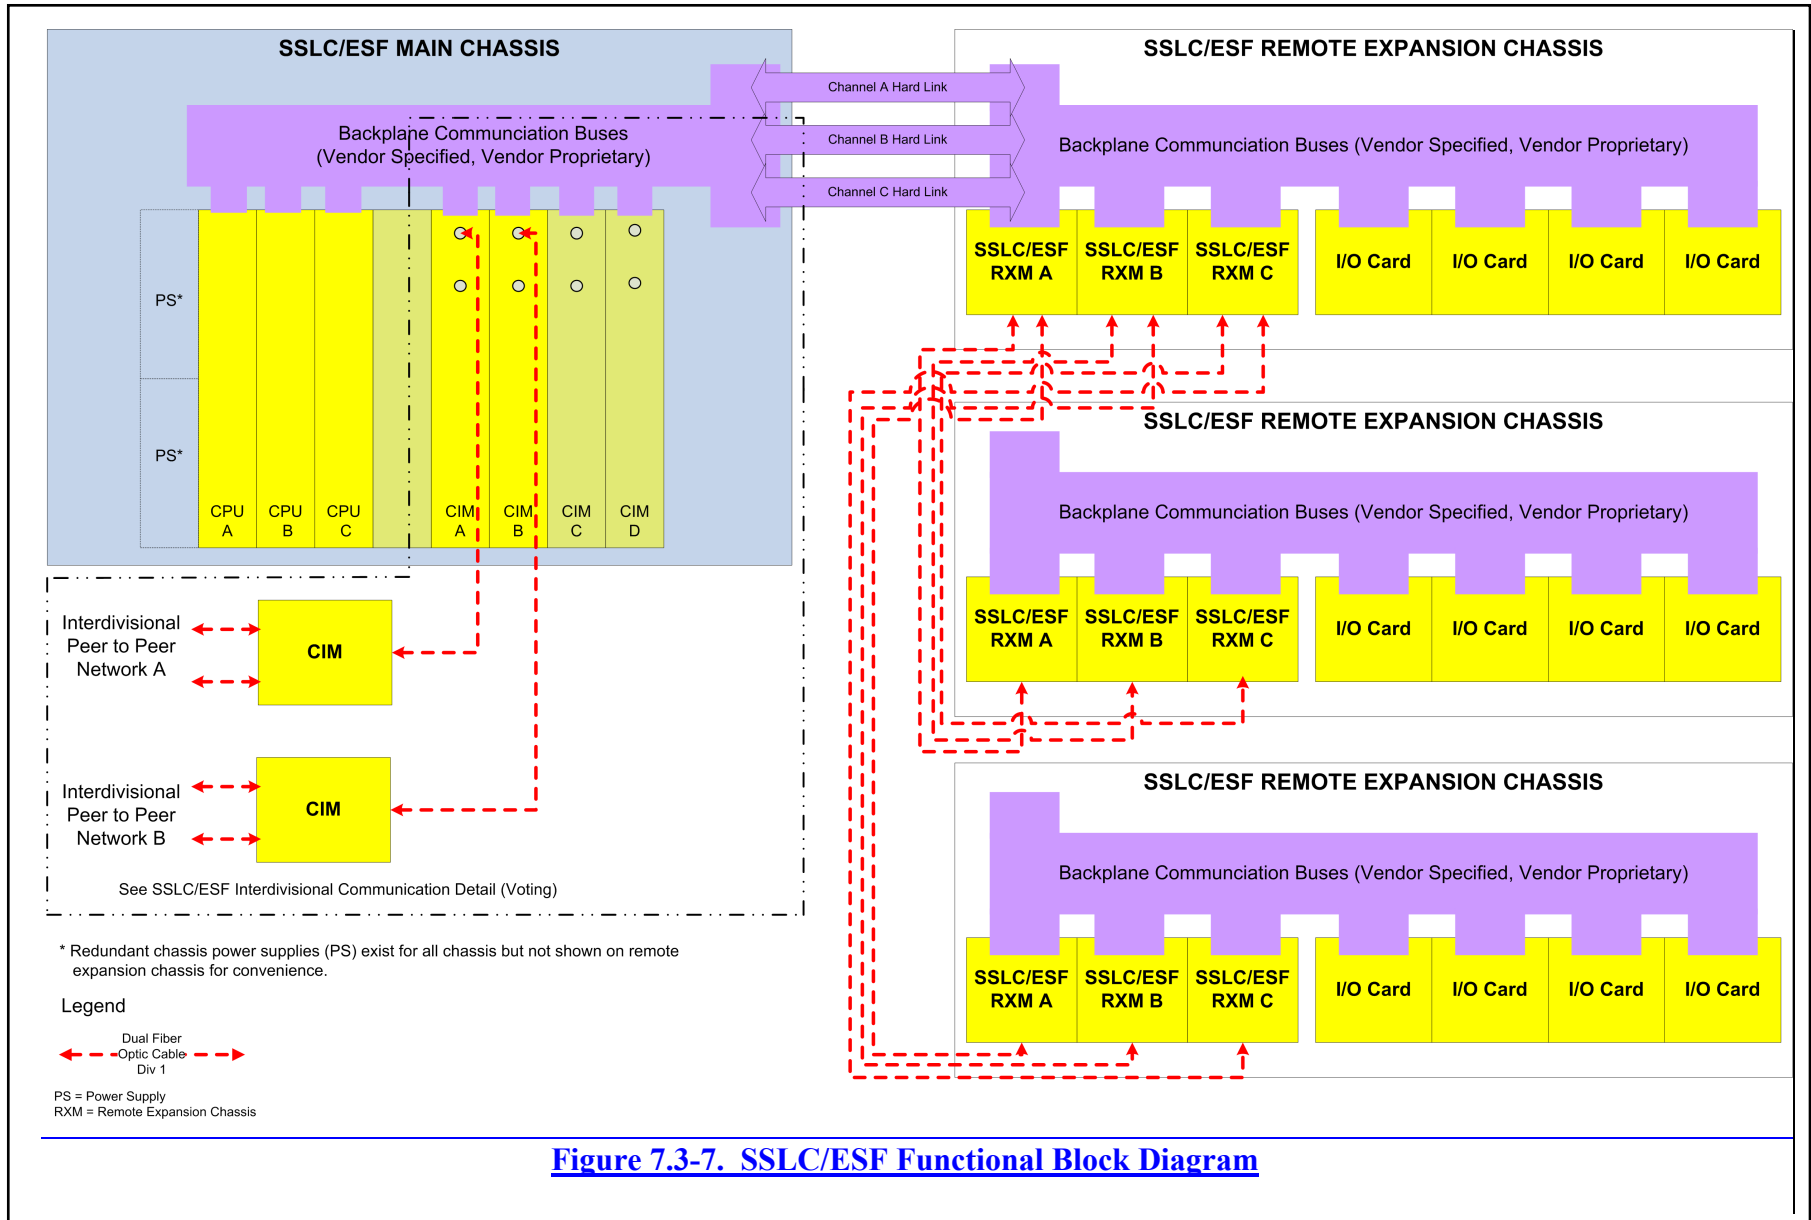 SSLC/ESF MAIN CHASSIS
Backplane Communciation Buses
(Vendor Specified, Vendor Proprietary)
PS*
PS*
CPU
A
CPU
B
CPU
C
CIM
A
CIM
B
CIM
C
CIM
D
Channel A Hard Link
Channel B Hard Link
Channel C Hard Link
SSLC/ESF REMOTE EXPANSION CHASSIS
Backplane Communciation Buses (Vendor Specified, Vendor Proprietary)
SSLC/ESF
RXM A
SSLC/ESF
RXM B
SSLC/ESF
RXM C
I/O Card
I/O Card
I/O Card
I/O Card
SSLC/ESF REMOTE EXPANSION CHASSIS
Backplane Communciation Buses (Vendor Specified, Vendor Proprietary)
SSLC/ESF
RXM A
SSLC/ESF
RXM B
SSLC/ESF
RXM C
I/O Card
I/O Card
I/O Card
I/O Card
SSLC/ESF REMOTE EXPANSION CHASSIS
Backplane Communciation Buses (Vendor Specified, Vendor Proprietary)
SSLC/ESF
RXM A
SSLC/ESF
RXM B
SSLC/ESF
RXM C
I/O Card
I/O Card
I/O Card
I/O Card
Interdivisional
Peer to Peer
Network A
CIM
Interdivisional
Peer to Peer
Network B
CIM
See SSLC/ESF Interdivisional Communication Detail (Voting)
* Redundant chassis power supplies (PS) exist for all chassis but not shown on remote
expansion chassis for convenience.
Legend
Dual Fiber
Optic Cable
Div 1
PS = Power Supply
RXM = Remote Expansion Chassis
Figure 7.3-7. SSLC/ESF Functional Block Diagram